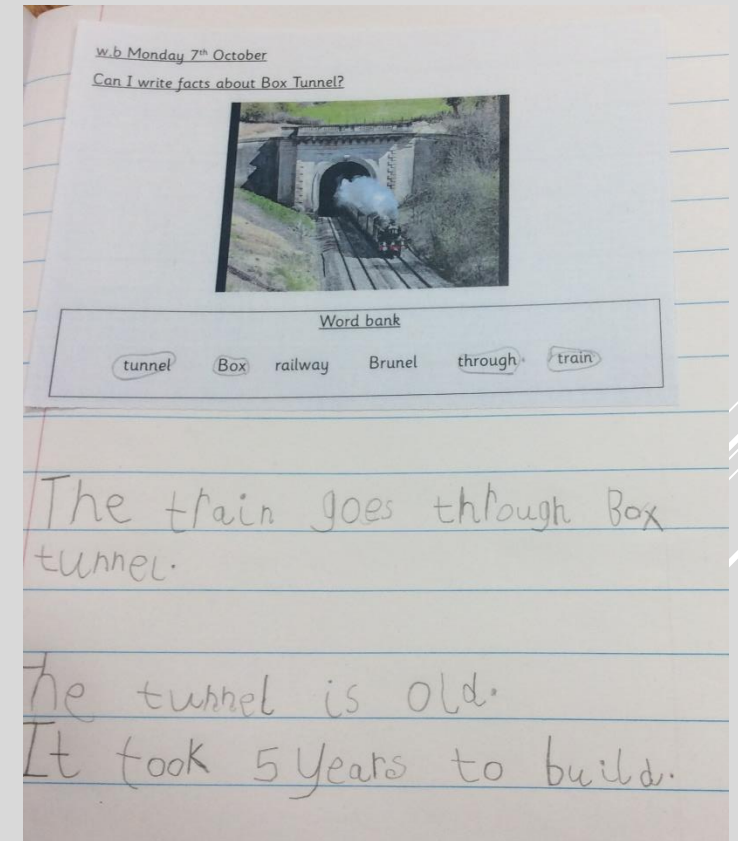 w.b Monday 7th October
Can I write facts about Box Tunnel?
Word bank
tunnel Box railway Brunel through train
The train goes through Box
tunnel.
The tunnel is old.
It took 5 years to build.